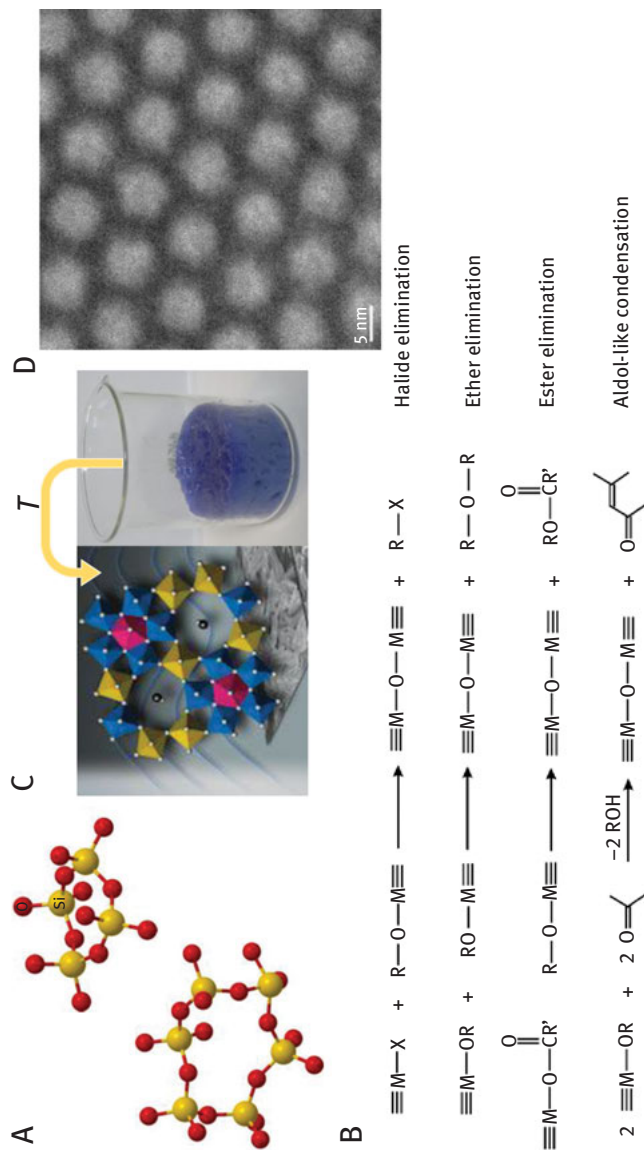 A
O
Si
C
T
D
5 nm
B
≡M—X + R—O—M≡ ⟶ ≡M—O—M≡ + R—X Halide elimination
≡M—OR + RO—M≡ ⟶ ≡M—O—M≡ + R—O—R Ether elimination
O O
≡M—O—CR' + R—O—M≡ ⟶ ≡M—O—M≡ + RO—CR' Ester elimination
2 ≡M—OR + 2 O= −2 ROH ⟶ ≡M—O—M≡ + O= Aldol-like condensation